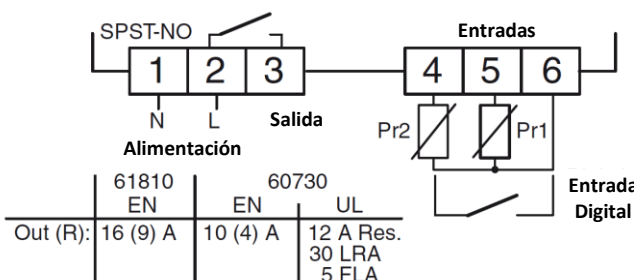 SPST-NO
Entradas
1 2 3 4 5 6
N L Salida
Pr2 Pr1
Alimentación
Entrada
Digital
61810 60730
EN EN UL
Out (R): 16 (9) A 10 (4) A 12 A Res.
30 LRA
5 FLA